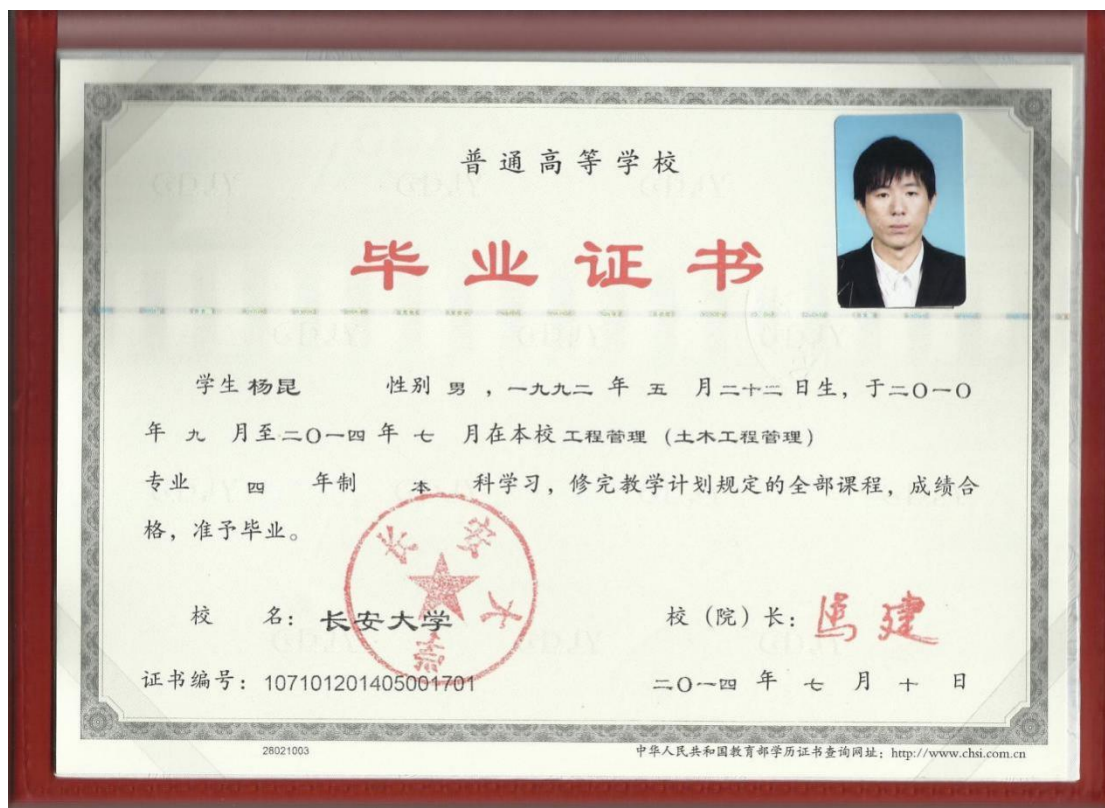 普通高等学校
毕业证书
学生 杨昆 性别 男 ，一九九二 年 五 月二十二 日生，于二〇一〇
年 九 月至二〇一四 年 七 月在本校 工程管理（土木工程管理）
专业 四 年制 本 科学习，修完教学计划规定的全部课程，成绩合
格，准予毕业。
长安大学
校 名：长安大学
校（院）长：马建
证书编号：107101201405001701
二〇一四 年 七 月 十 日
28021003
中华人民共和国教育部学历证书查询网址：http://www.chsi.com.cn